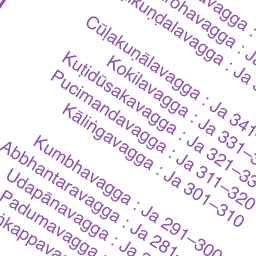 Cūḷakuṇālavagga : Ja 341
Kokilavagga : Ja 331–3
Kuṭidūsakavagga : Ja 321–33
Pucimandavagga : Ja 311–320
Kāliṅgavagga : Ja 301–310
Kumbhavagga : Ja 291–300
Abbhantaravagga : Ja 281
Udapānavagga : Ja
Padumavagga : Ja